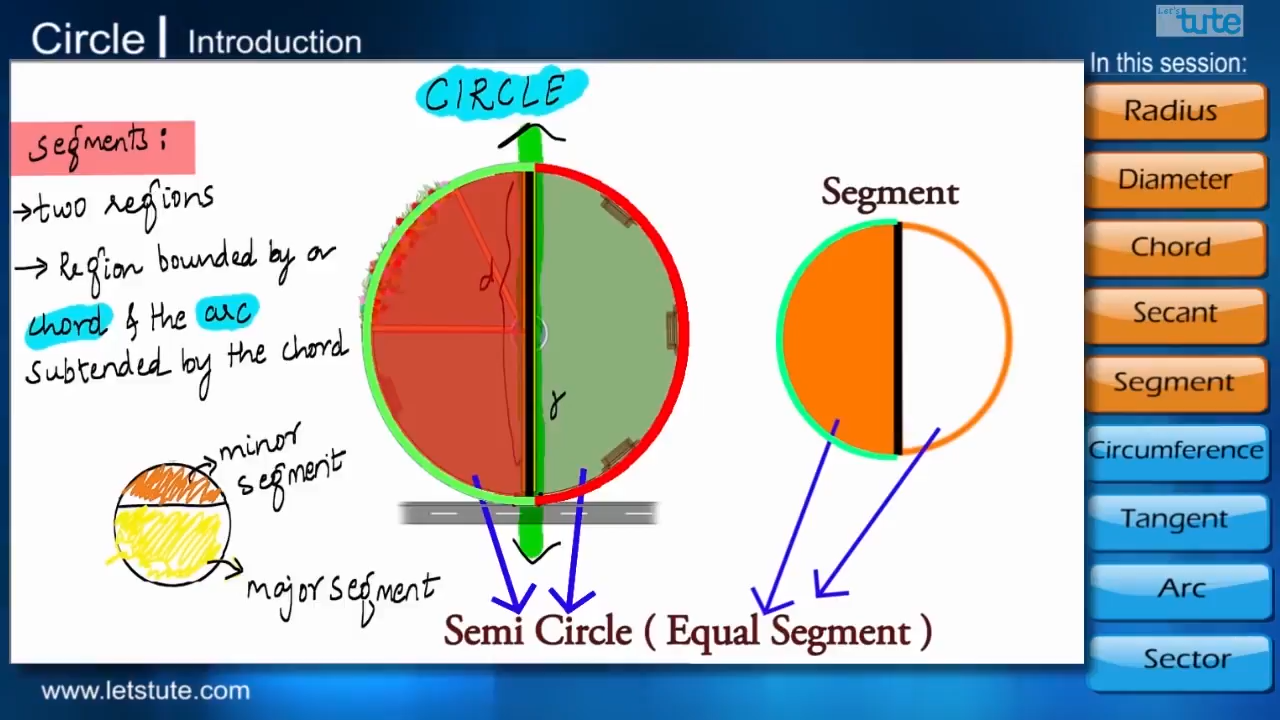 Circle | Introduction
Let's tute
In this session:
CIRCLE
segments:
→two regions
→ Region bounded by or
chord & the arc
subtended by the chord
minor
segment
major segment
d
r
Segment
Semi Circle ( Equal Segment )
Radius
Diameter
Chord
Secant
Segment
Circumference
Tangent
Arc
Sector
www.letstute.com